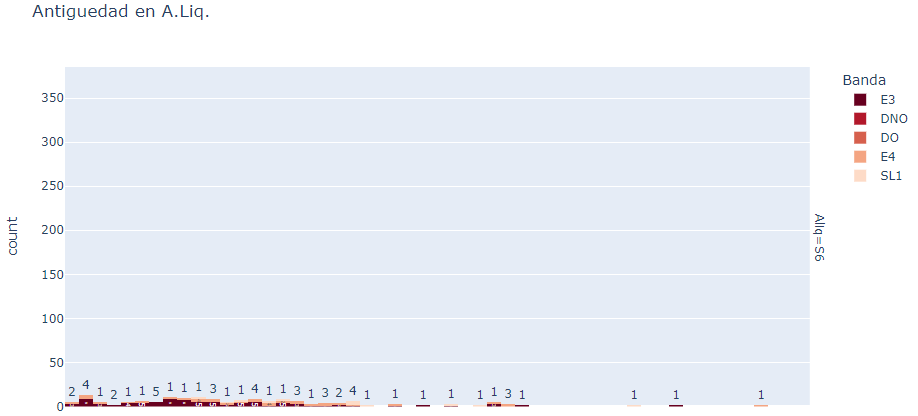 Antiguedad en A.Liq.
Banda
E3
DNO
DO
E4
SL1
350
300
250
200
150
100
50
0
count
Aliq=S6
2 4 1 2 1 1 5 1 1 1 3 1 1 4 1 1 3 1 3 2 4 1 1 1 1 1 1 3 1 1 1 1